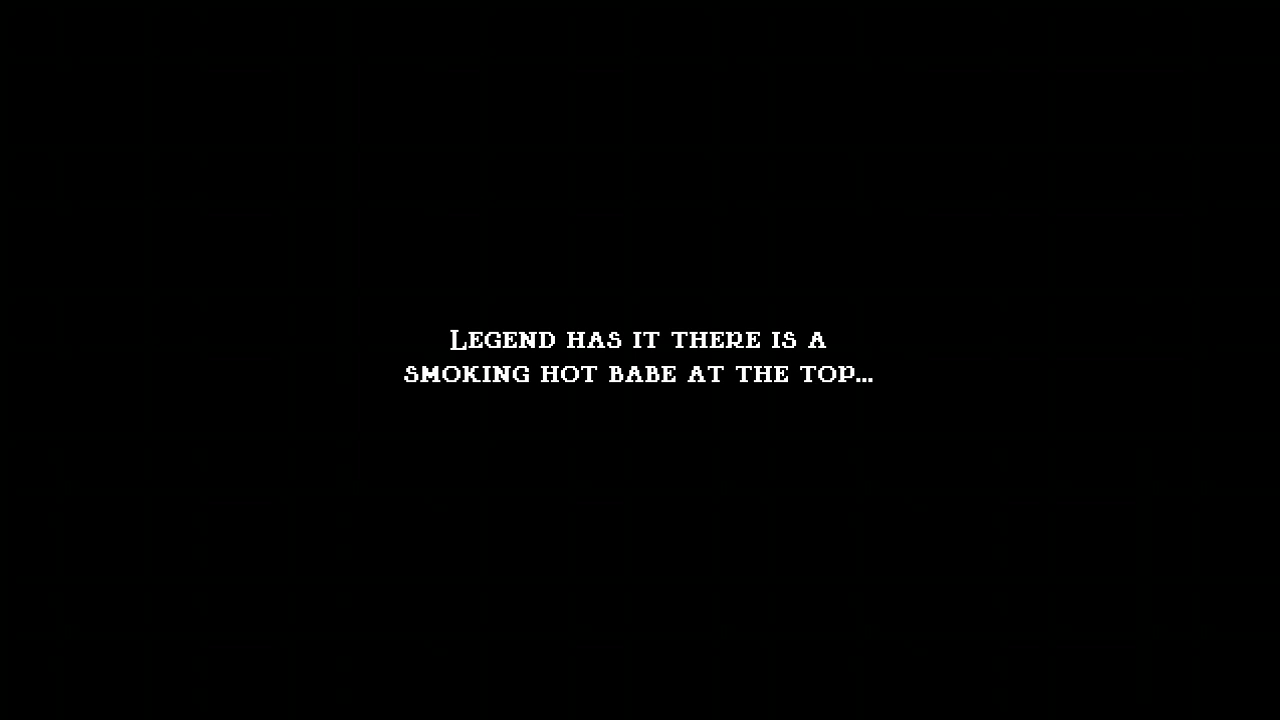 Legend has it there is a
smoking hot babe at the top...